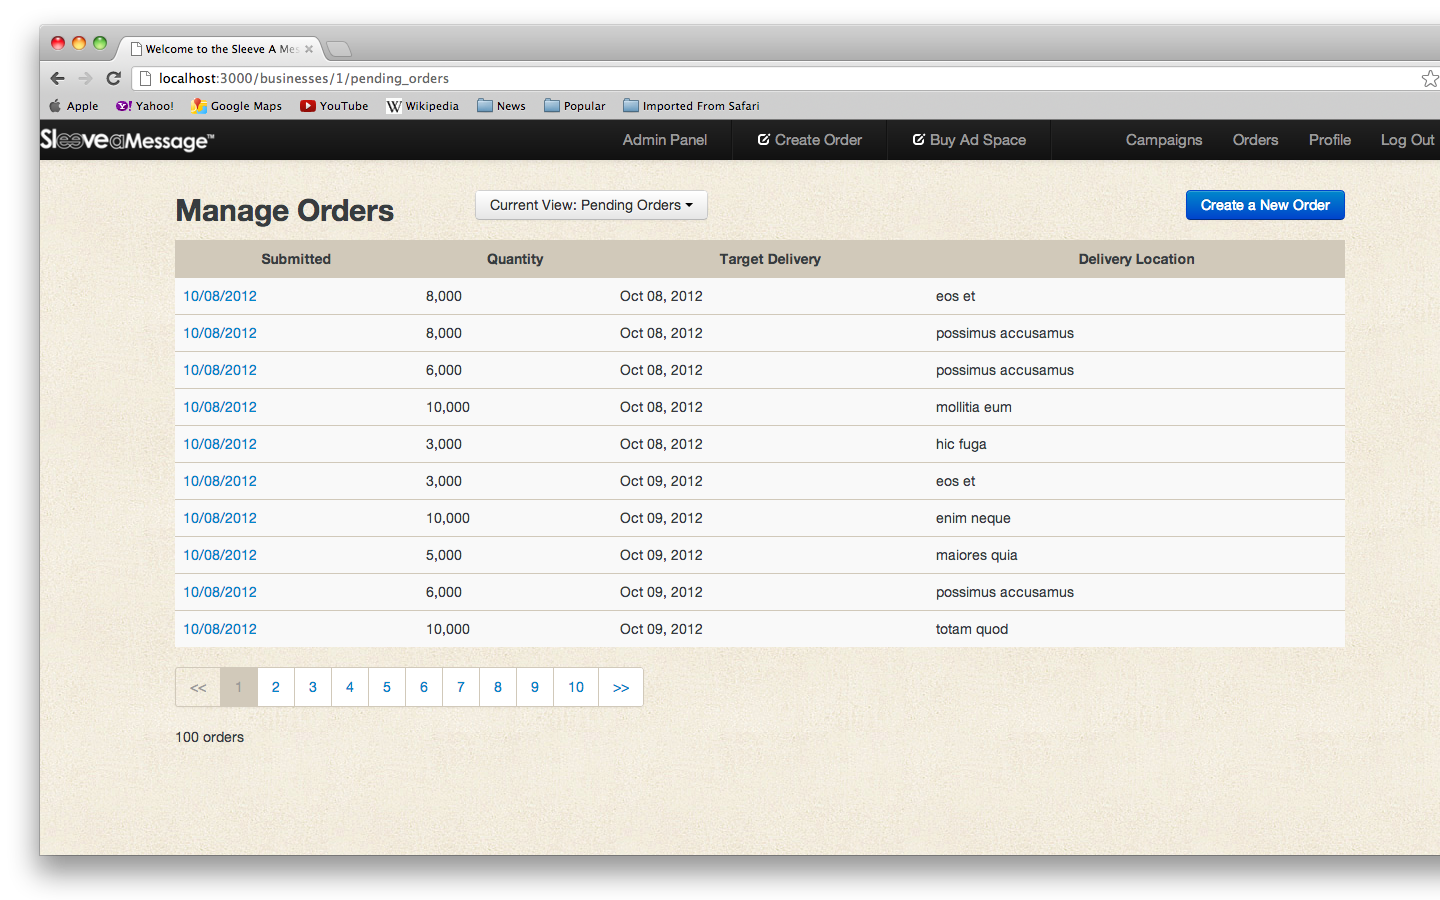 Welcome to the Sleeve A Mes
localhost:3000/businesses/1/pending_orders
Apple Yahoo! Google Maps YouTube Wikipedia News Popular Imported From Safari
SleeveaMessage™ Admin Panel Create Order Buy Ad Space Campaigns Orders Profile Log Out
Manage Orders Current View: Pending Orders Create a New Order
Submitted Quantity Target Delivery Delivery Location
10/08/2012 8,000 Oct 08, 2012 eos et
10/08/2012 8,000 Oct 08, 2012 possimus accusamus
10/08/2012 6,000 Oct 08, 2012 possimus accusamus
10/08/2012 10,000 Oct 08, 2012 mollitia eum
10/08/2012 3,000 Oct 08, 2012 hic fuga
10/08/2012 3,000 Oct 09, 2012 eos et
10/08/2012 10,000 Oct 09, 2012 enim neque
10/08/2012 5,000 Oct 09, 2012 maiores quia
10/08/2012 6,000 Oct 09, 2012 possimus accusamus
10/08/2012 10,000 Oct 09, 2012 totam quod
<< 1 2 3 4 5 6 7 8 9 10 >>
100 orders